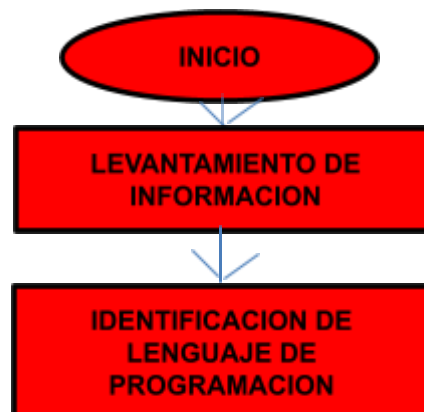 INICIO
LEVANTAMIENTO DE
INFORMACION
IDENTIFICACION DE
LENGUAJE DE
PROGRAMACION